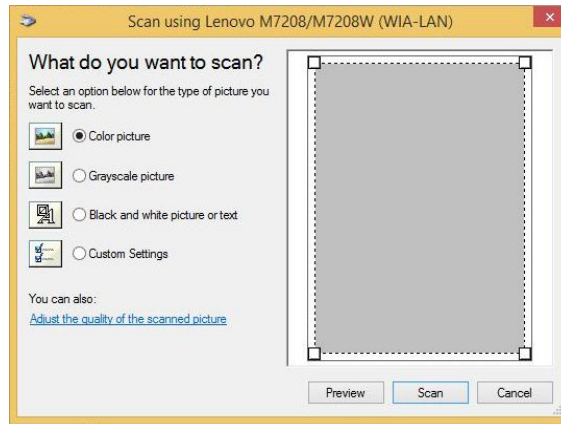 Scan using Lenovo M7208/M7208W (WIA-LAN)
What do you want to scan?
Select an option below for the type of picture you
want to scan.
Color picture
Grayscale picture
Black and white picture or text
Custom Settings
You can also:
Adjust the quality of the scanned picture
Preview
Scan
Cancel